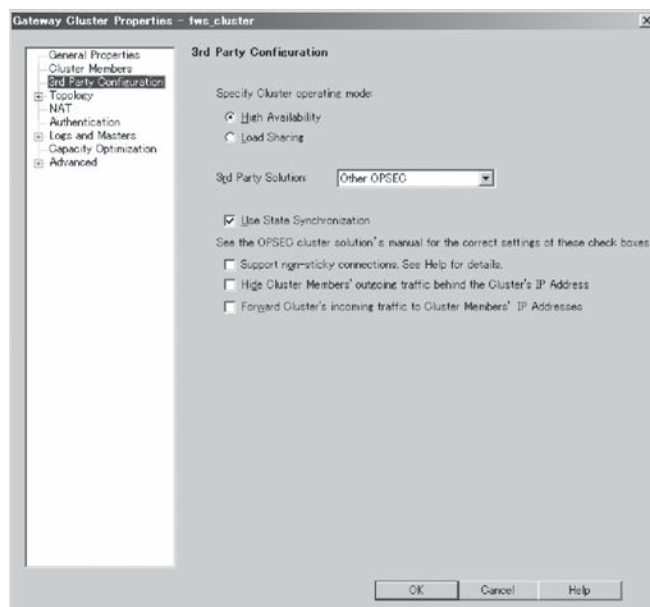 Gateway Cluster Properties - fws_cluster
General Properties
Cluster Members
3rd Party Configuration
Topology
NAT
Authentication
Logs and Masters
Capacity Optimization
Advanced
3rd Party Configuration
Specify Cluster operating mode:
High Availability
Load Sharing
3rd Party Solution:
Other OPSEC
Use State Synchronization
See the OPSEC cluster solution's manual for the correct settings of these check boxes
Support non-sticky connections. See Help for details.
Hide Cluster Members' outgoing traffic behind the Cluster's IP Address
Forward Cluster's incoming traffic to Cluster Members' IP Addresses
OK
Cancel
Help